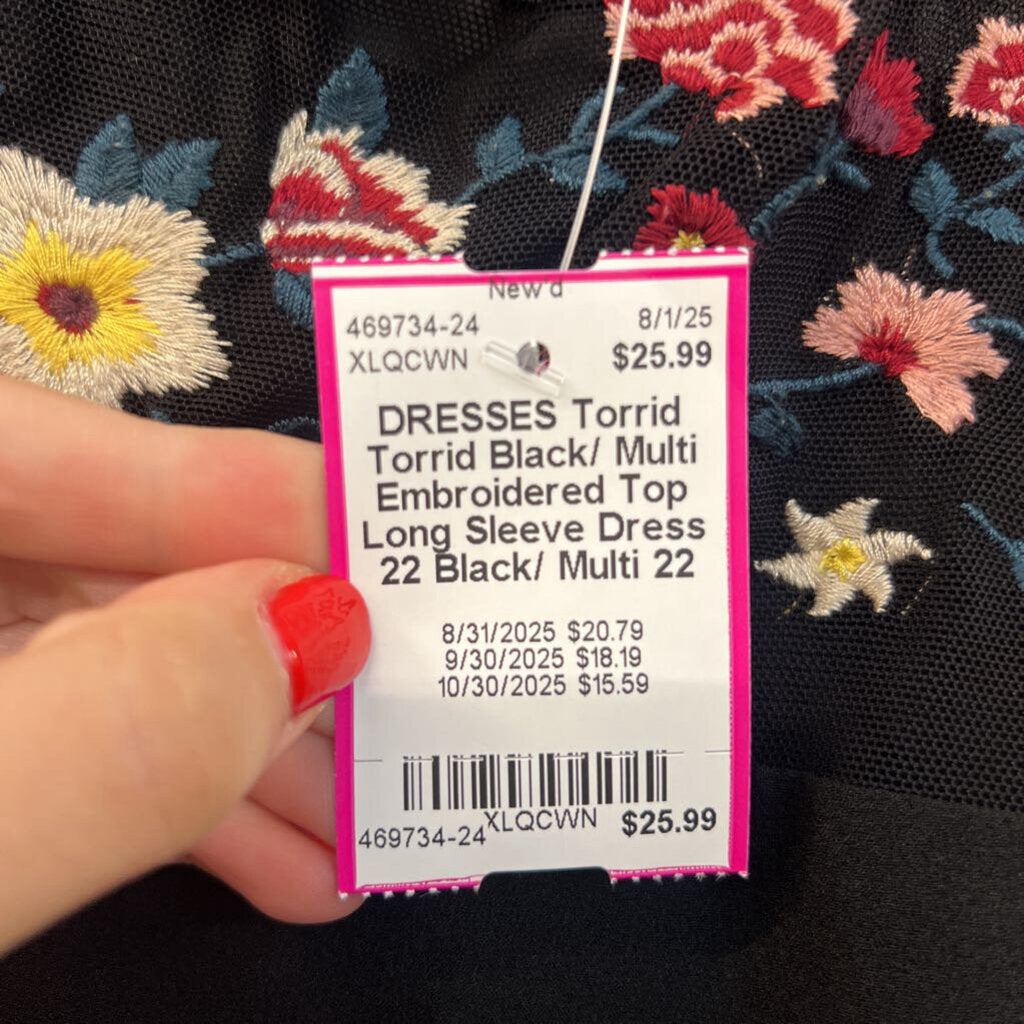 New d
469734-24 8/1/25
XLQCWN $25.99
DRESSES Torrid
Torrid Black/ Multi
Embroidered Top
Long Sleeve Dress
22 Black/ Multi 22
8/31/2025 $20.79
9/30/2025 $18.19
10/30/2025 $15.59
469734-24 XLQCWN $25.99